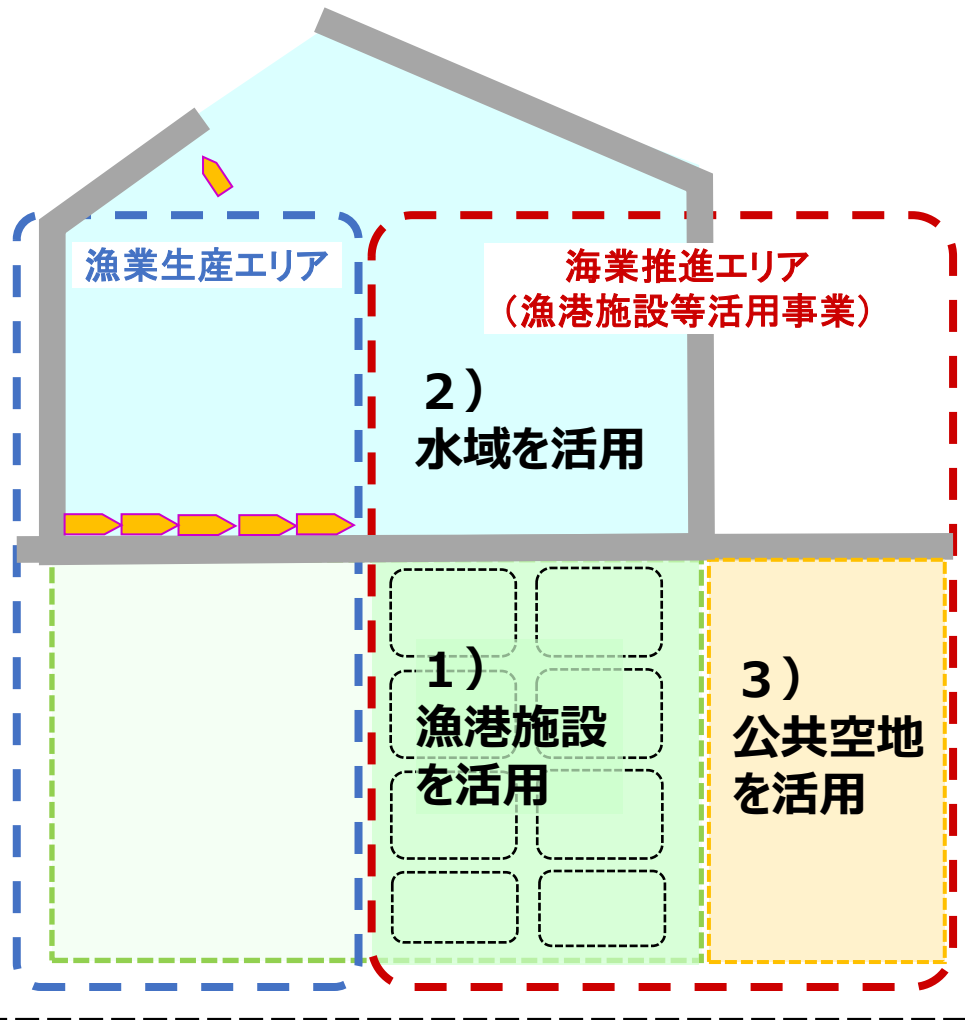 漁業生産エリア
海業推進エリア
（漁港施設等活用事業）
２）
水域を活用
１）
漁港施設
を活用
３）
公共空地
を活用